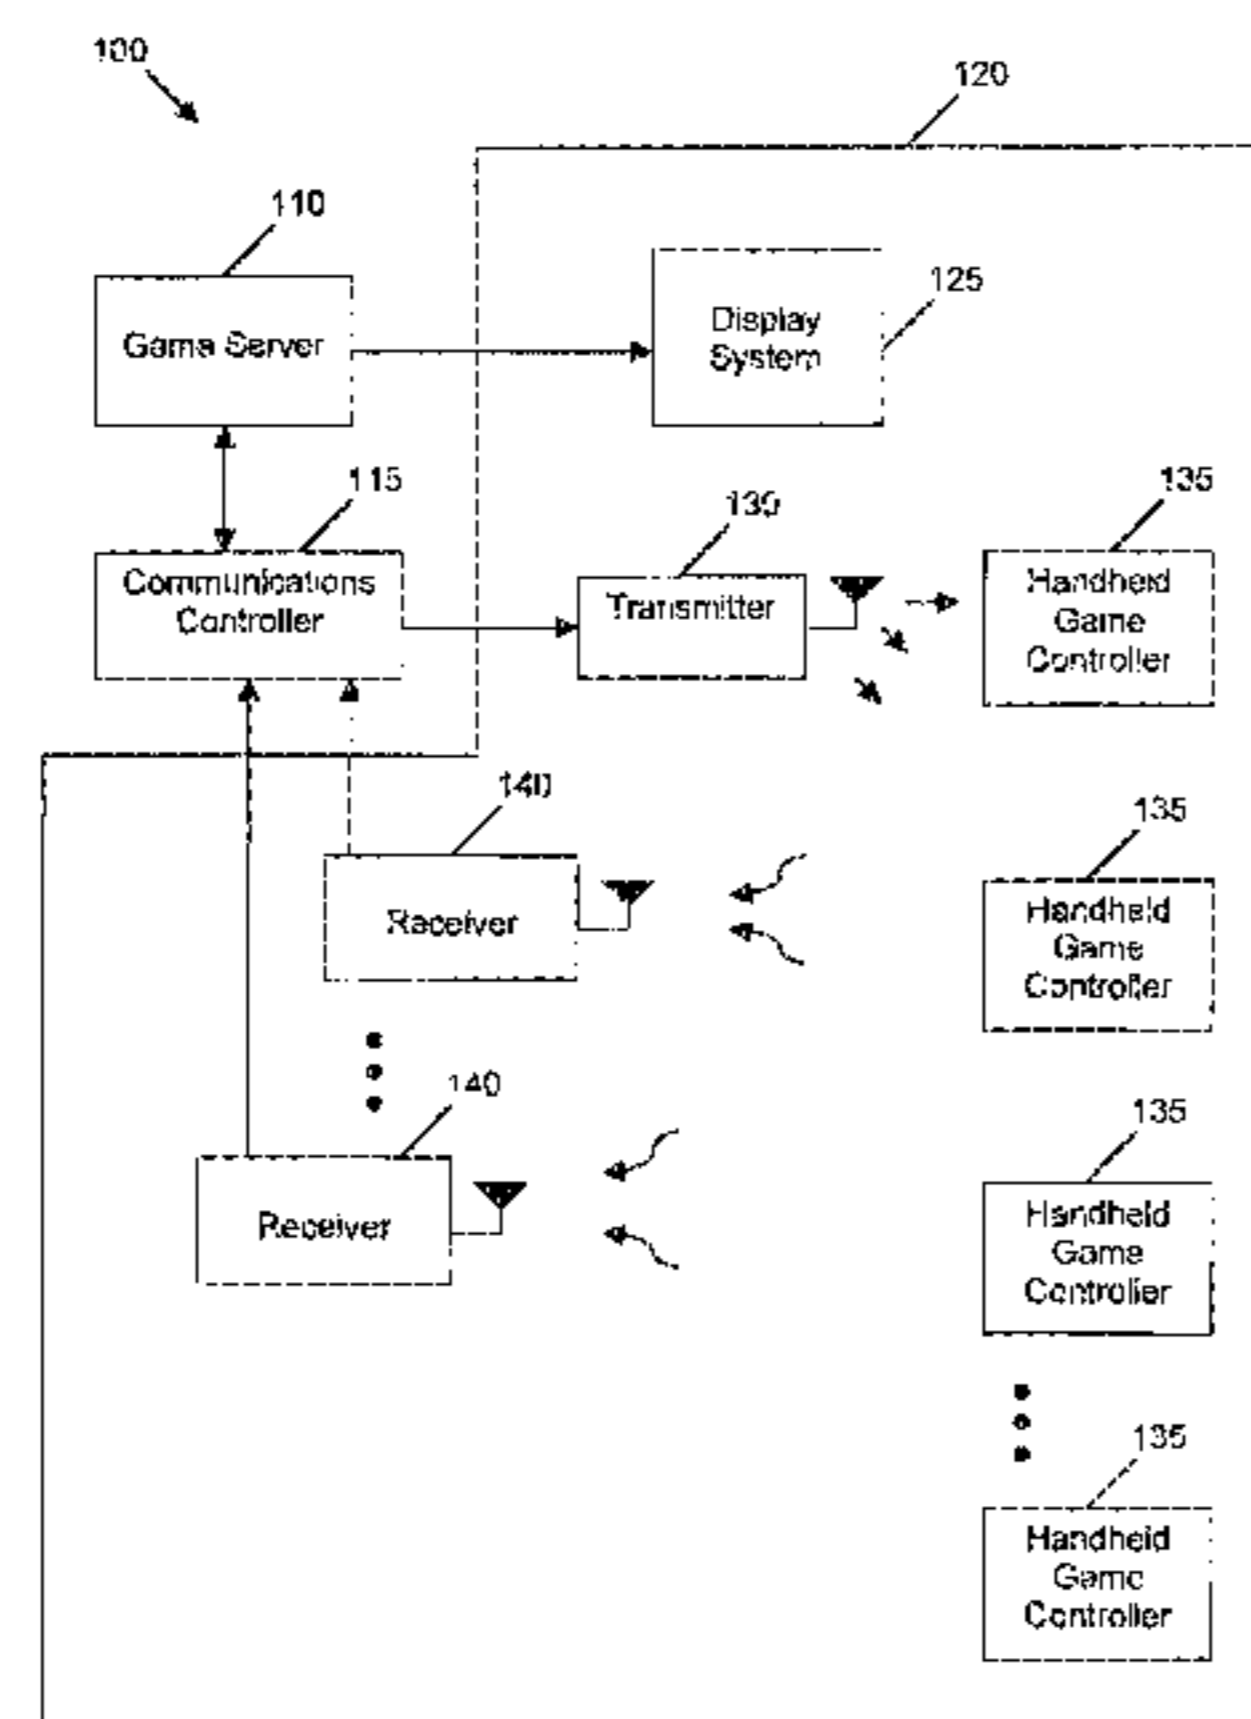 100
120
110
Game Server
Display
System
125
115
Communications
Controller
130
Transmitter
135
Handheld
Game
Controller
140
Receiver
135
Handheld
Game
Controller
140
Receiver
135
Handheld
Game
Controller
135
Handheld
Game
Controller